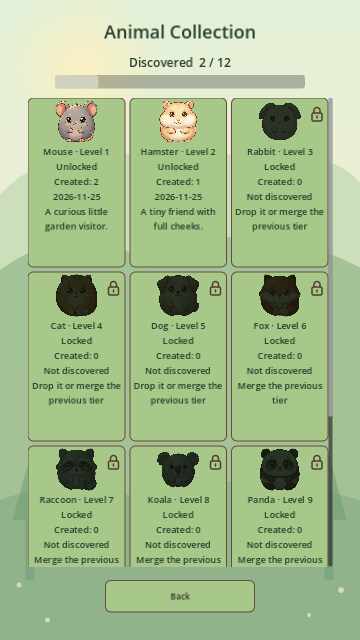 Animal Collection
Discovered 2 / 12
Mouse · Level 1
Unlocked
Created: 2
2026-11-25
A curious little
garden visitor.
Hamster · Level 2
Unlocked
Created: 1
2026-11-25
A tiny friend with
full cheeks.
Rabbit · Level 3
Locked
Created: 0
Not discovered
Drop it or merge the
previous tier
Cat · Level 4
Locked
Created: 0
Not discovered
Drop it or merge the
previous tier
Dog · Level 5
Locked
Created: 0
Not discovered
Drop it or merge the
previous tier
Fox · Level 6
Locked
Created: 0
Not discovered
Merge the previous
tier
Raccoon · Level 7
Locked
Created: 0
Not discovered
Merge the previous
Koala · Level 8
Locked
Created: 0
Not discovered
Merge the previous
Panda · Level 9
Locked
Created: 0
Not discovered
Merge the previous
Back